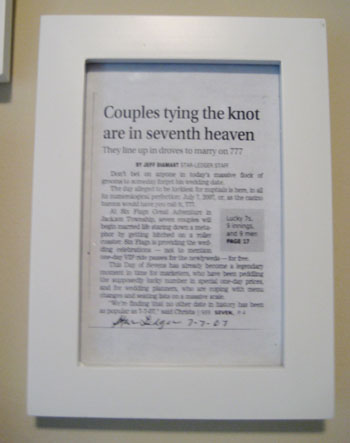 Couples tying the knot
are in seventh heaven
They line up in droves to marry on 777
BY JEFF DIAMANT STAR-LEDGER STAFF
Don't bet on anyone in today's massive flock of
grooms to someday forget his wedding date.
The day alleged to be luckiest for nuptials is here, in all
its numerological perfection: July 7, 2007, or, as the casino
barons would have you call it, 777.
At Six Flags Great Adventure in
Jackson Township, seven couples will
begin married life staring down a meta-
phor by getting hitched on a roller
coaster. Six Flags is providing the wed-
ding celebrations — not to mention
one-day VIP ride passes for the newlyweds — for free.
Lucky 7s,
9 innings,
and 9 men
PAGE 17
This Day of Sevens has already become a legendary
moment in time for marketers, who have been peddling
the supposedly lucky number in special one-day prices,
and for wedding planners, who are coping with menu
changes and seating lists on a massive scale.
"We're finding that no other date in history has been
as popular as 7-7-07," said Christa SEE SEVEN,
Star Ledger 7-7-07